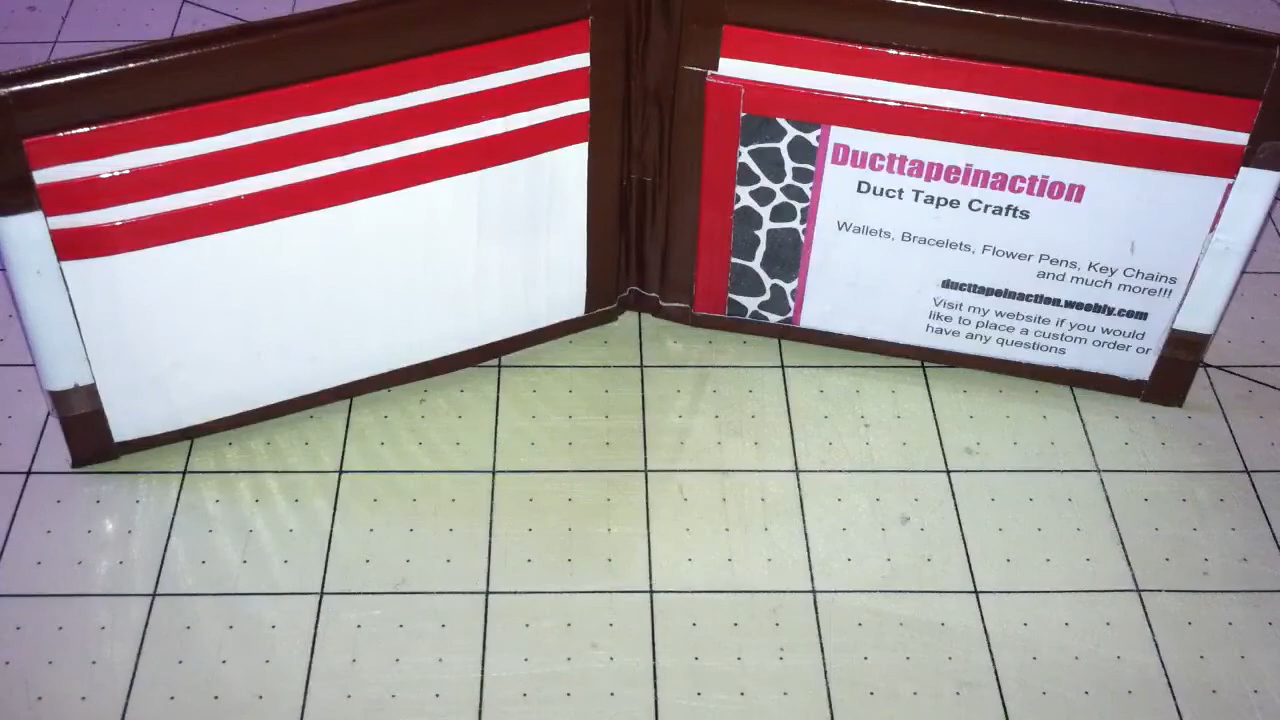 Ducttapeinaction
Duct Tape Crafts
Wallets, Bracelets, Flower Pens, Key Chains
and much more!!!
ducttapeinaction.weebly.com
Visit my website if you would
like to place a custom order or
have any questions